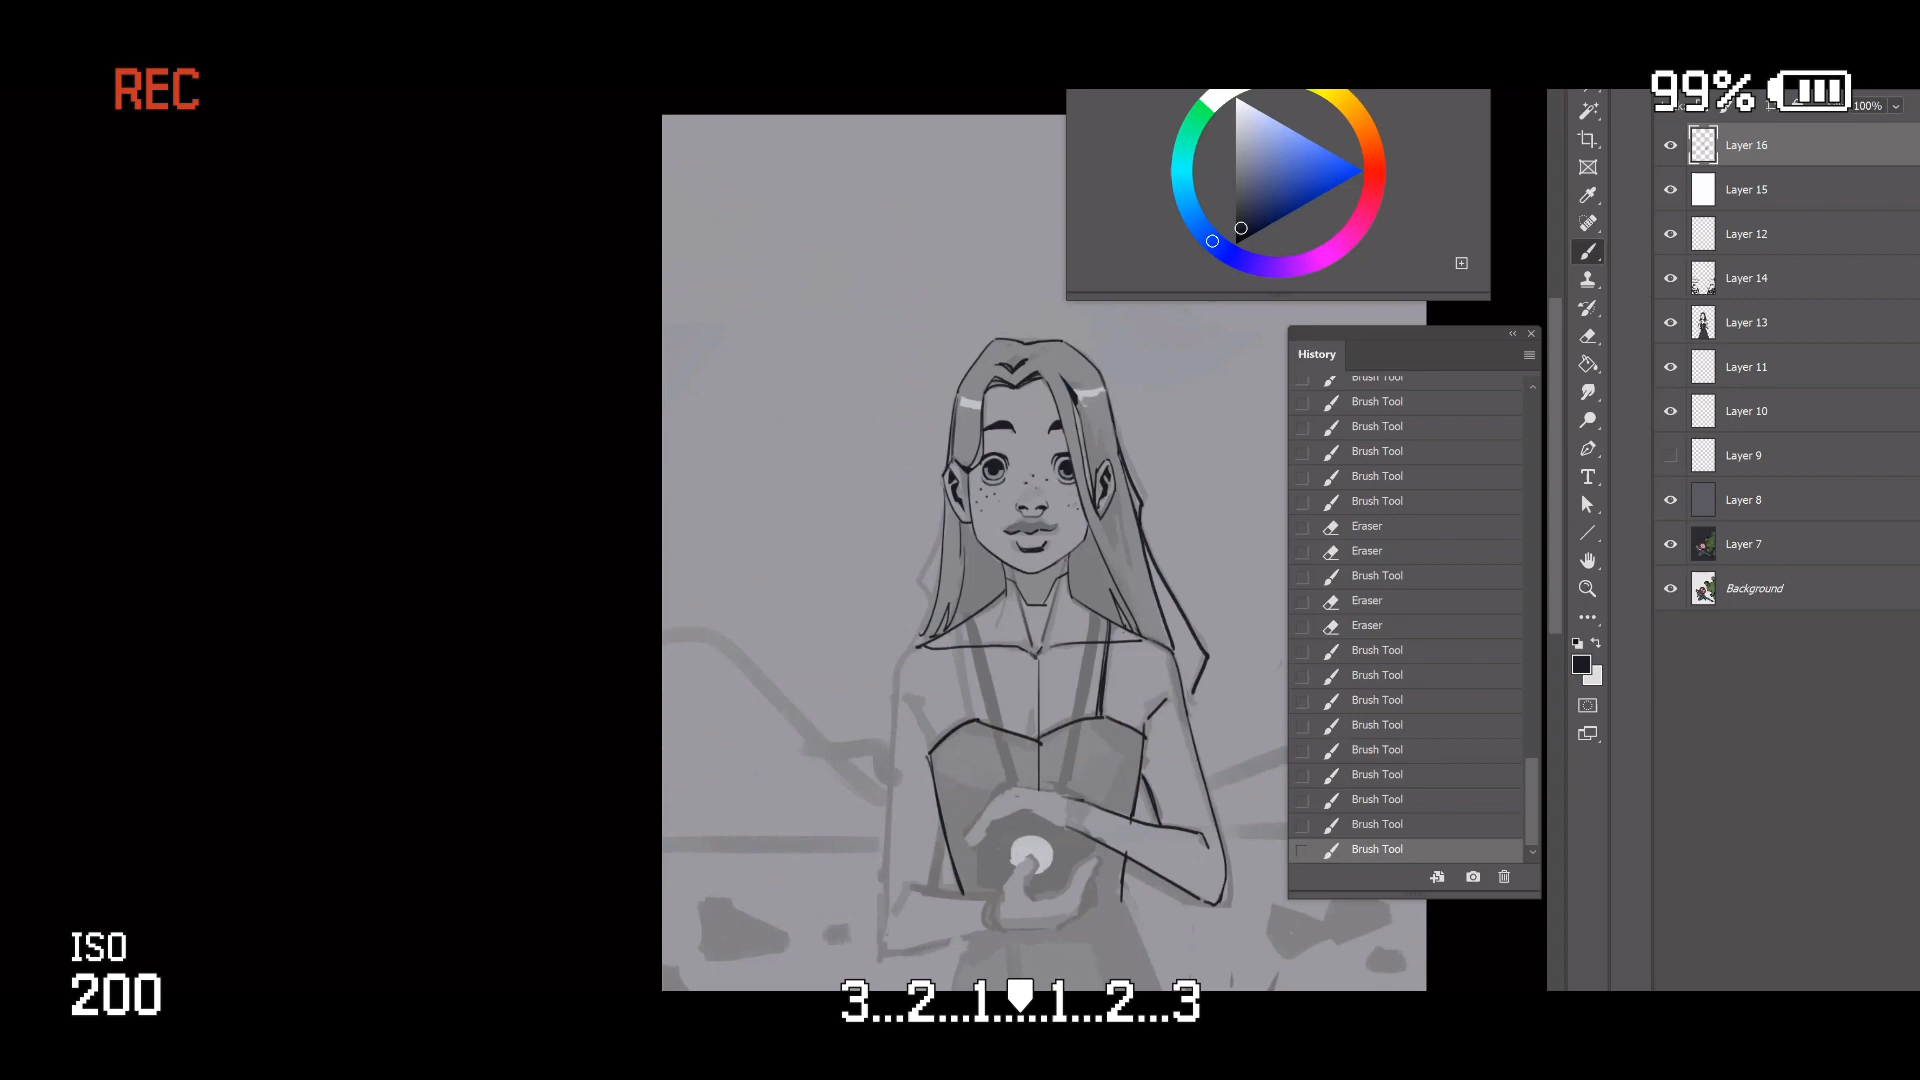 REC
99%
100%
Layer 16
Layer 15
Layer 12
Layer 14
Layer 13
Layer 11
Layer 10
Layer 9
Layer 8
Layer 7
Background
History
Brush Tool
Brush Tool
Brush Tool
Brush Tool
Brush Tool
Brush Tool
Eraser
Eraser
Brush Tool
Eraser
Eraser
Brush Tool
Brush Tool
Brush Tool
Brush Tool
Brush Tool
Brush Tool
Brush Tool
Brush Tool
Brush Tool
ISO
200
3...2...1......1...2...3